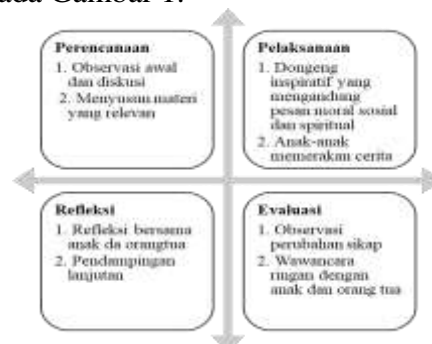 ada Gambar 1.
Perencanaan
1. Observasi awal
dan diskusi
2. Menyusun materi
yang relevan
Pelaksanaan
1. Dongeng
inspiratif yang
mengandung
pesan moral sosial
dan spiritual
2. Anak-anak
memerakan cerita
Refleksi
1. Refleksi bersama
anak da orangtua
2. Pendampingan
lanjutan
Evaluasi
1. Observasi
perubahan sikap
2. Wawancara
ringan dengan
anak dan orang tua